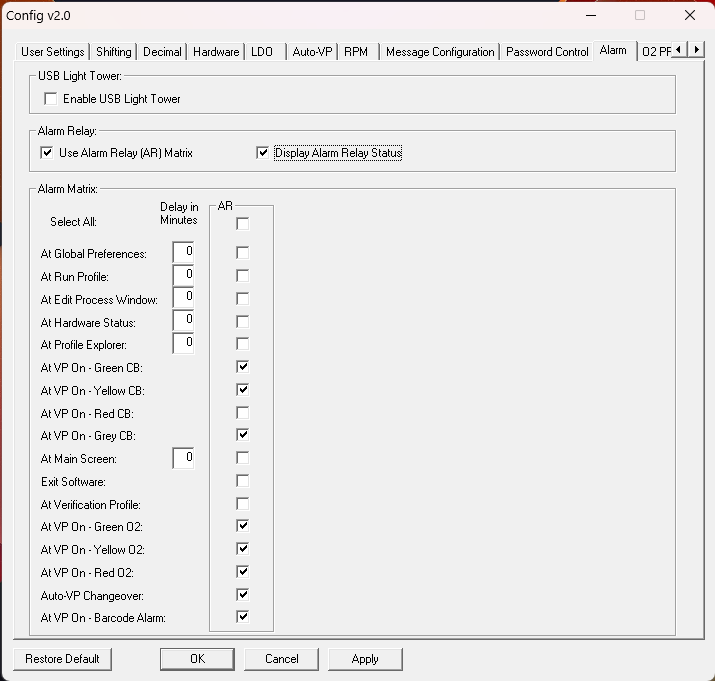 Config v2.0
User Settings Shifting Decimal Hardware LDO Auto-VP RPM Message Configuration Password Control Alarm O2 PF
USB Light Tower:
Enable USB Light Tower
Alarm Relay:
Use Alarm Relay (AR) Matrix Display Alarm Relay Status
Alarm Matrix:
Select All: Delay in Minutes AR
At Global Preferences: 0
At Run Profile: 0
At Edit Process Window: 0
At Hardware Status: 0
At Profile Explorer: 0
At VP On - Green CB:
At VP On - Yellow CB:
At VP On - Red CB:
At VP On - Grey CB:
At Main Screen: 0
Exit Software:
At Verification Profile:
At VP On - Green O2:
At VP On - Yellow O2:
At VP On - Red O2:
Auto-VP Changeover:
At VP On - Barcode Alarm:
Restore Default OK Cancel Apply